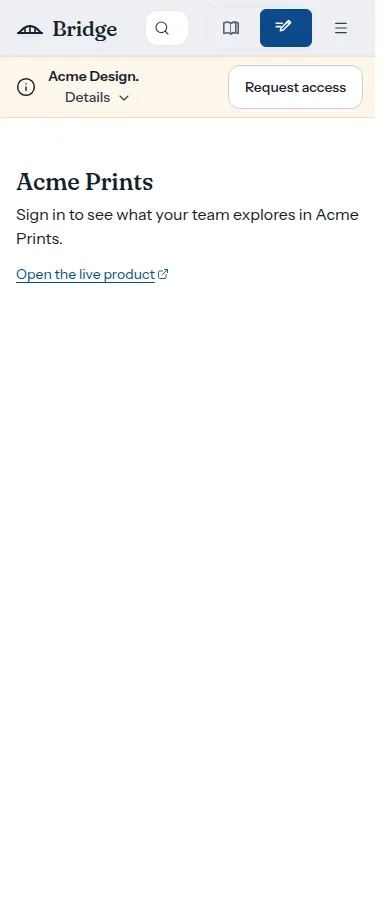 Bridge
Acme Design.
Details
Request access
Acme Prints
Sign in to see what your team explores in Acme
Prints.
Open the live product